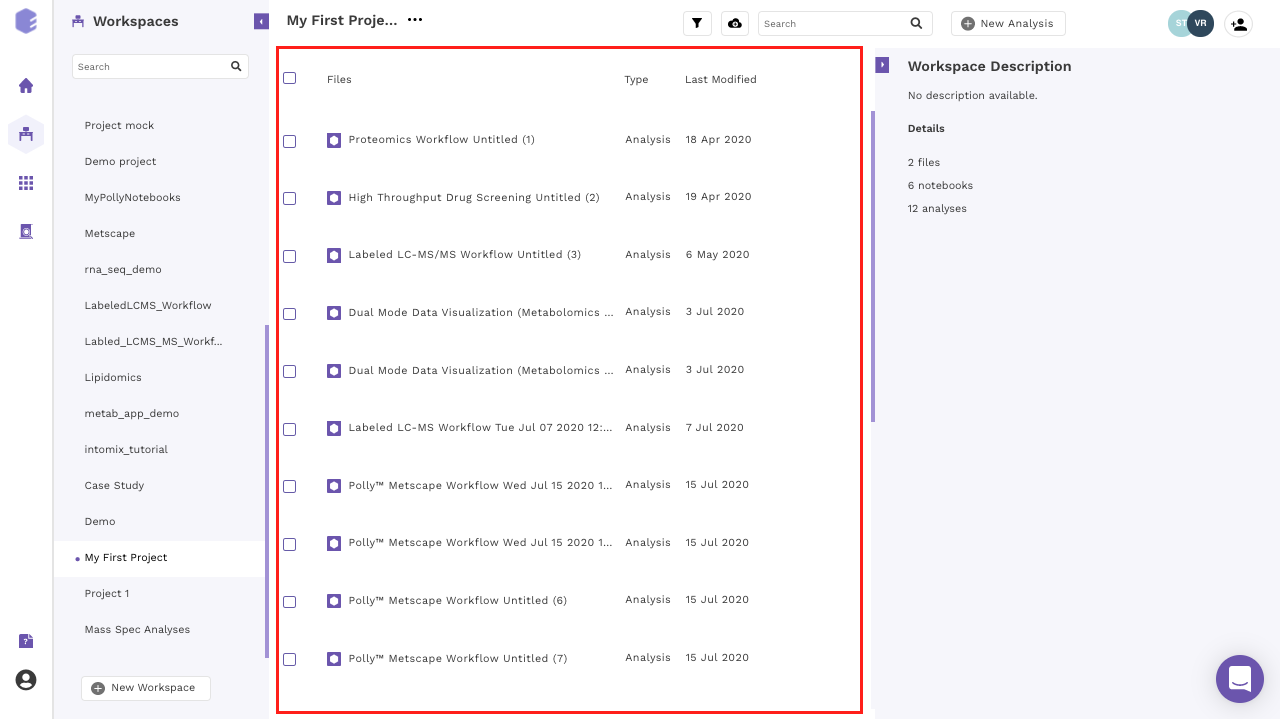 Workspaces
Search
Project mock
Demo project
MyPollyNotebooks
Metscape
rna_seq_demo
LabeledLCMS_Workflow
Labled_LCMS_MS_Workf...
Lipidomics
metab_app_demo
intomix_tutorial
Case Study
Demo
My First Project
Project 1
Mass Spec Analyses
New Workspace
My First Proje...
Search
New Analysis
ST VR
Files Type Last Modified
Proteomics Workflow Untitled (1) Analysis 18 Apr 2020
High Throughput Drug Screening Untitled (2) Analysis 19 Apr 2020
Labeled LC-MS/MS Workflow Untitled (3) Analysis 6 May 2020
Dual Mode Data Visualization (Metabolomics ... Analysis 3 Jul 2020
Dual Mode Data Visualization (Metabolomics ... Analysis 3 Jul 2020
Labeled LC-MS Workflow Tue Jul 07 2020 12:... Analysis 7 Jul 2020
Polly™ Metscape Workflow Wed Jul 15 2020 1... Analysis 15 Jul 2020
Polly™ Metscape Workflow Wed Jul 15 2020 1... Analysis 15 Jul 2020
Polly™ Metscape Workflow Untitled (6) Analysis 15 Jul 2020
Polly™ Metscape Workflow Untitled (7) Analysis 15 Jul 2020
Workspace Description
No description available.
Details
2 files
6 notebooks
12 analyses